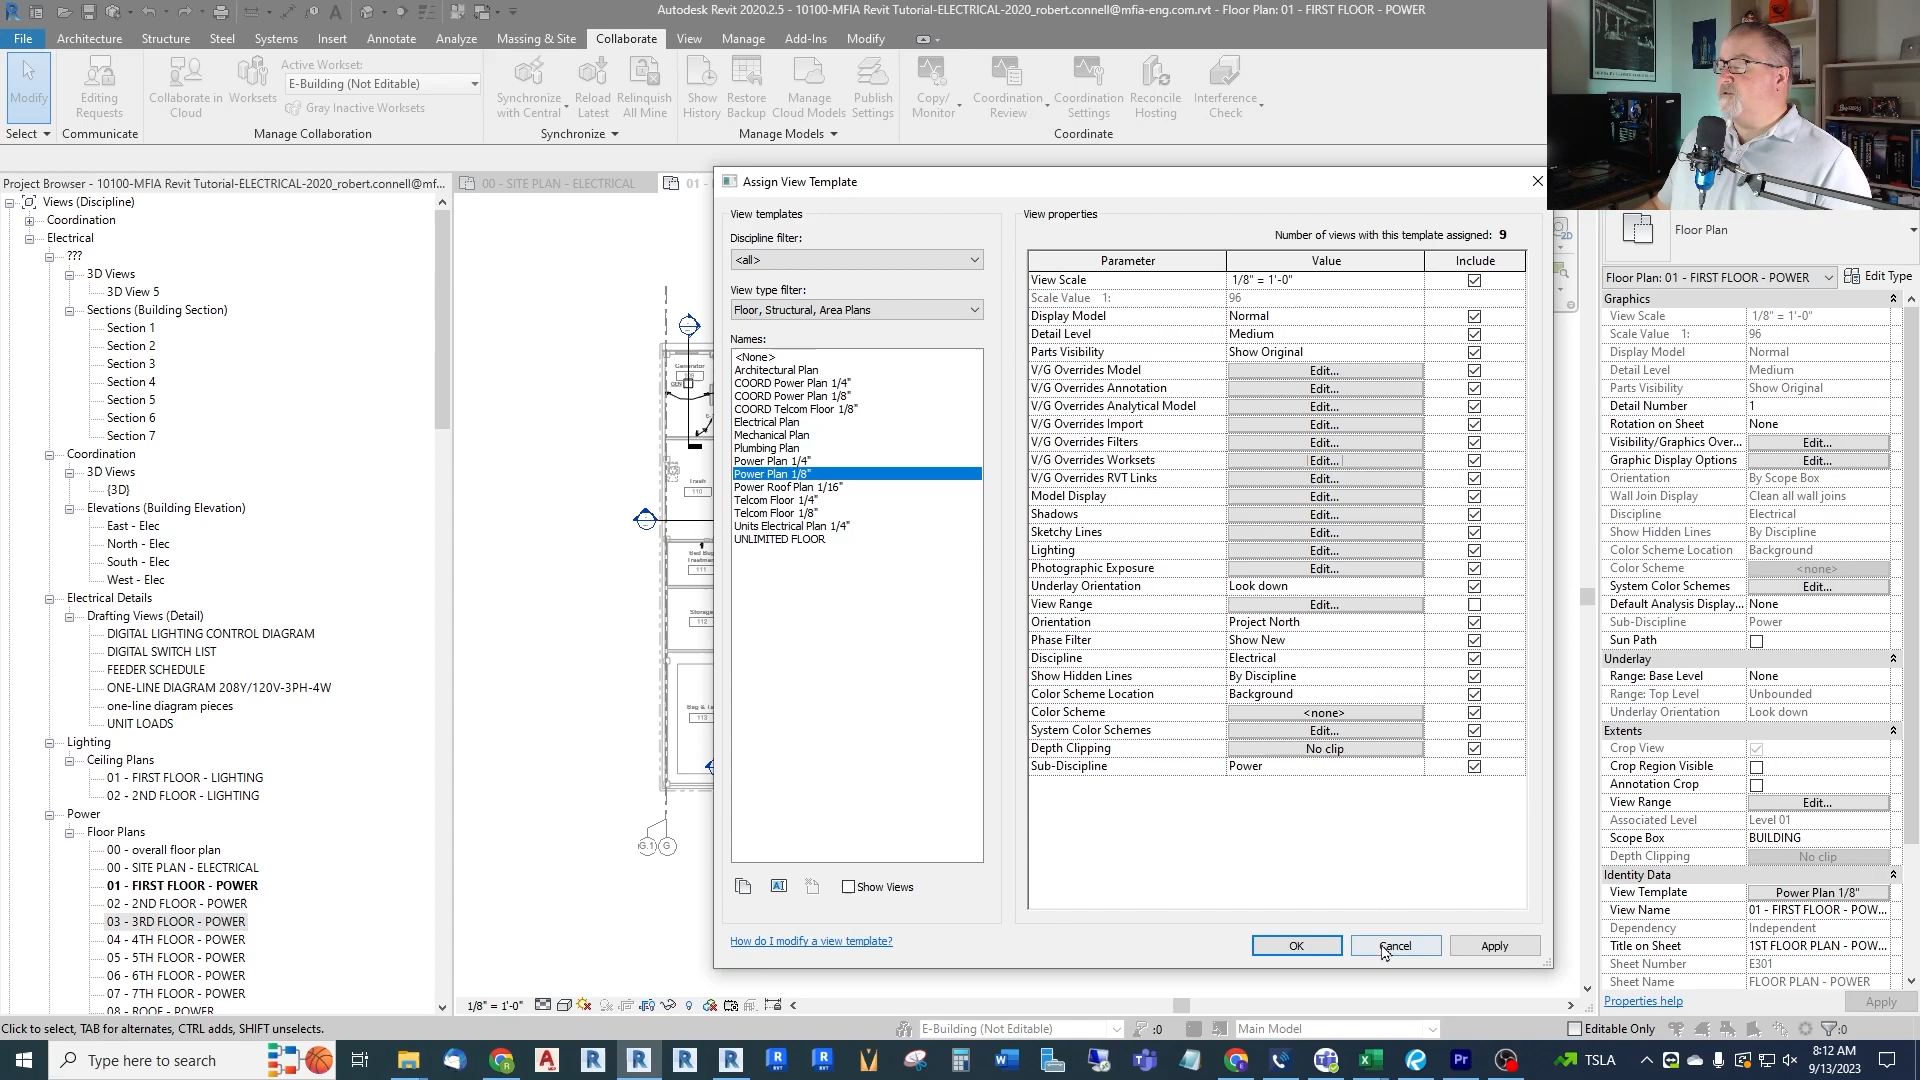 Autodesk Revit 2020.2.5 - 10100-MFIA Revit Tutorial-ELECTRICAL-2020_robert.connell@mfia-eng.com.rvt - Floor Plan: 01 - FIRST FLOOR - POWER
File Architecture Structure Steel Systems Insert Annotate Analyze Massing & Site Collaborate View Manage Add-Ins Modify
Modify
Editing Requests
Collaborate in Cloud
Worksets
Active Workset:
E-Building (Not Editable)
Gray Inactive Worksets
Synchronize with Central
Reload Latest
Relinquish All Mine
Show History
Restore Backup
Manage Cloud Models
Publish Settings
Copy/ Monitor
Coordination Review
Coordination Settings
Reconcile Hosting
Interference Check
Select Communicate Manage Collaboration Synchronize Manage Models Coordinate
Project Browser - 10100-MFIA Revit Tutorial-ELECTRICAL-2020_robert.connell@mf...
Views (Discipline)
Coordination
Electrical
???
3D Views
3D View 5
Sections (Building Section)
Section 1
Section 2
Section 3
Section 4
Section 5
Section 6
Section 7
Coordination
3D Views
{3D}
Elevations (Building Elevation)
East - Elec
North - Elec
South - Elec
West - Elec
Electrical Details
Drafting Views (Detail)
DIGITAL LIGHTING CONTROL DIAGRAM
DIGITAL SWITCH LIST
FEEDER SCHEDULE
ONE-LINE DIAGRAM 208Y/120V-3PH-4W
one-line diagram pieces
UNIT LOADS
Lighting
Ceiling Plans
01 - FIRST FLOOR - LIGHTING
02 - 2ND FLOOR - LIGHTING
Power
Floor Plans
00 - overall floor plan
00 - SITE PLAN - ELECTRICAL
01 - FIRST FLOOR - POWER
02 - 2ND FLOOR - POWER
03 - 3RD FLOOR - POWER
04 - 4TH FLOOR - POWER
05 - 5TH FLOOR - POWER
06 - 6TH FLOOR - POWER
07 - 7TH FLOOR - POWER
08 - ROOF - POWER
00 - SITE PLAN - ELECTRICAL
01 -
Generator
Trash
110
Bed Bug
Treatment
111
Storage
112
113
G.1 G
Assign View Template
View templates
Discipline filter:
<all>
View type filter:
Floor, Structural, Area Plans
Names:
<None>
Architectural Plan
COORD Power Plan 1/4"
COORD Power Plan 1/8"
COORD Telcom Floor 1/8"
Electrical Plan
Mechanical Plan
Plumbing Plan
Power Plan 1/4"
Power Plan 1/8"
Power Roof Plan 1/16"
Telcom Floor 1/4"
Telcom Floor 1/8"
Units Electrical Plan 1/4"
UNLIMITED FLOOR
Show Views
How do I modify a view template?
View properties
Number of views with this template assigned: 9
Parameter Value Include
View Scale 1/8" = 1'-0"
Scale Value 1: 96
Display Model Normal
Detail Level Medium
Parts Visibility Show Original
V/G Overrides Model Edit...
V/G Overrides Annotation Edit...
V/G Overrides Analytical Model Edit...
V/G Overrides Import Edit...
V/G Overrides Filters Edit...
V/G Overrides Worksets Edit...
V/G Overrides RVT Links Edit...
Model Display Edit...
Shadows Edit...
Sketchy Lines Edit...
Lighting Edit...
Photographic Exposure Edit...
Underlay Orientation Look down
View Range Edit...
Orientation Project North
Phase Filter Show New
Discipline Electrical
Show Hidden Lines By Discipline
Color Scheme Location Background
Color Scheme <none>
System Color Schemes Edit...
Depth Clipping No clip
Sub-Discipline Power
OK Cancel Apply
Floor Plan
Floor Plan: 01 - FIRST FLOOR - POWER Edit Type
Graphics
View Scale 1/8" = 1'-0"
Scale Value 1: 96
Display Model Normal
Detail Level Medium
Parts Visibility Show Original
Detail Number 1
Rotation on Sheet None
Visibility/Graphics Over... Edit...
Graphic Display Options Edit...
Orientation By Scope Box
Wall Join Display Clean all wall joins
Discipline Electrical
Show Hidden Lines By Discipline
Color Scheme Location Background
Color Scheme <none>
System Color Schemes Edit...
Default Analysis Display... None
Sub-Discipline Power
Sun Path
Underlay
Range: Base Level None
Range: Top Level Unbounded
Underlay Orientation Look down
Extents
Crop View
Crop Region Visible
Annotation Crop
View Range Edit...
Associated Level Level 01
Scope Box BUILDING
Depth Clipping No clip
Identity Data
View Template Power Plan 1/8"
View Name 01 - FIRST FLOOR - POW...
Dependency Independent
Title on Sheet 1ST FLOOR PLAN - POW...
Sheet Number E301
Sheet Name FLOOR PLAN - POWER
Properties help Apply
1/8" = 1'-0"
Click to select, TAB for alternates, CTRL adds, SHIFT unselects.
E-Building (Not Editable) :0 Main Model Editable Only :0
Type here to search
TSLA
8:12 AM
9/13/2023